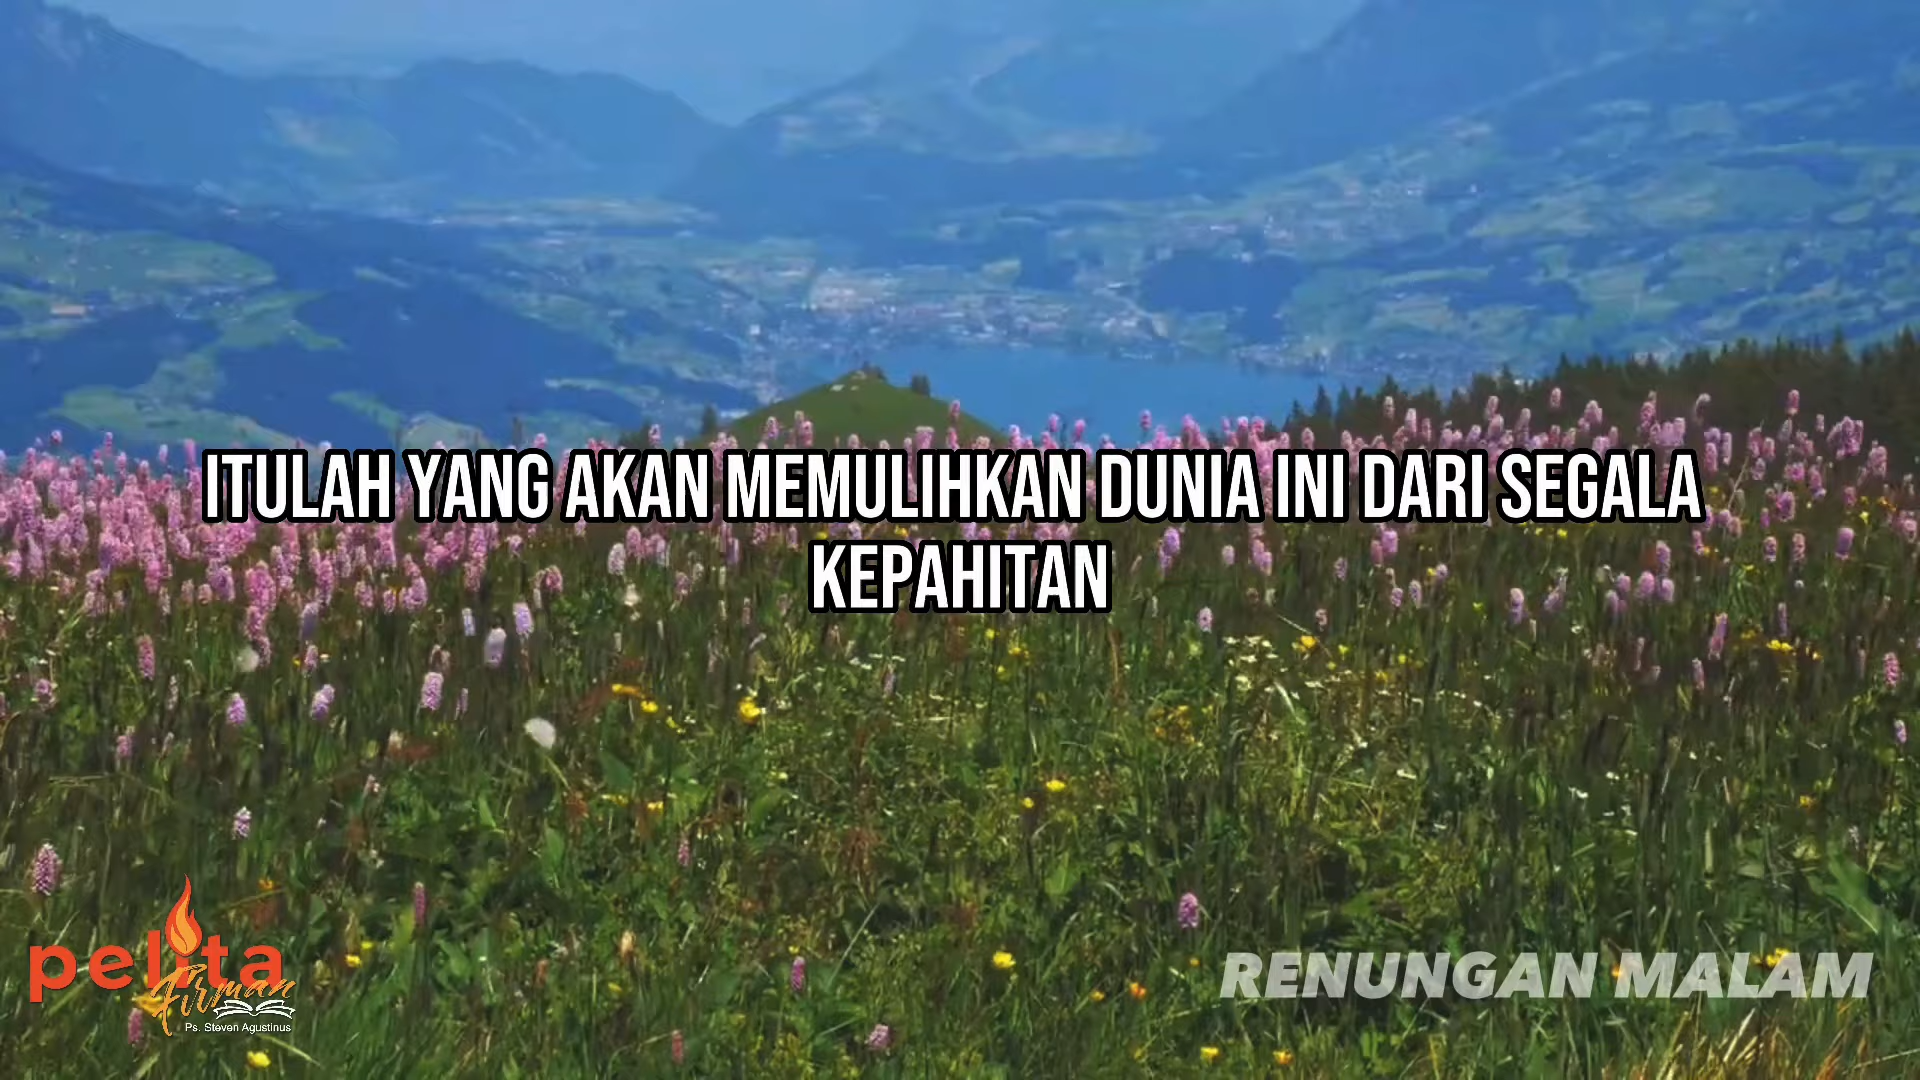 ITULAH YANG AKAN MEMULIHKAN DUNIA INI DARI SEGALA
KEPAHITAN
pelita
Firman
Ps. Steven Agustinus
RENUNGAN MALAM